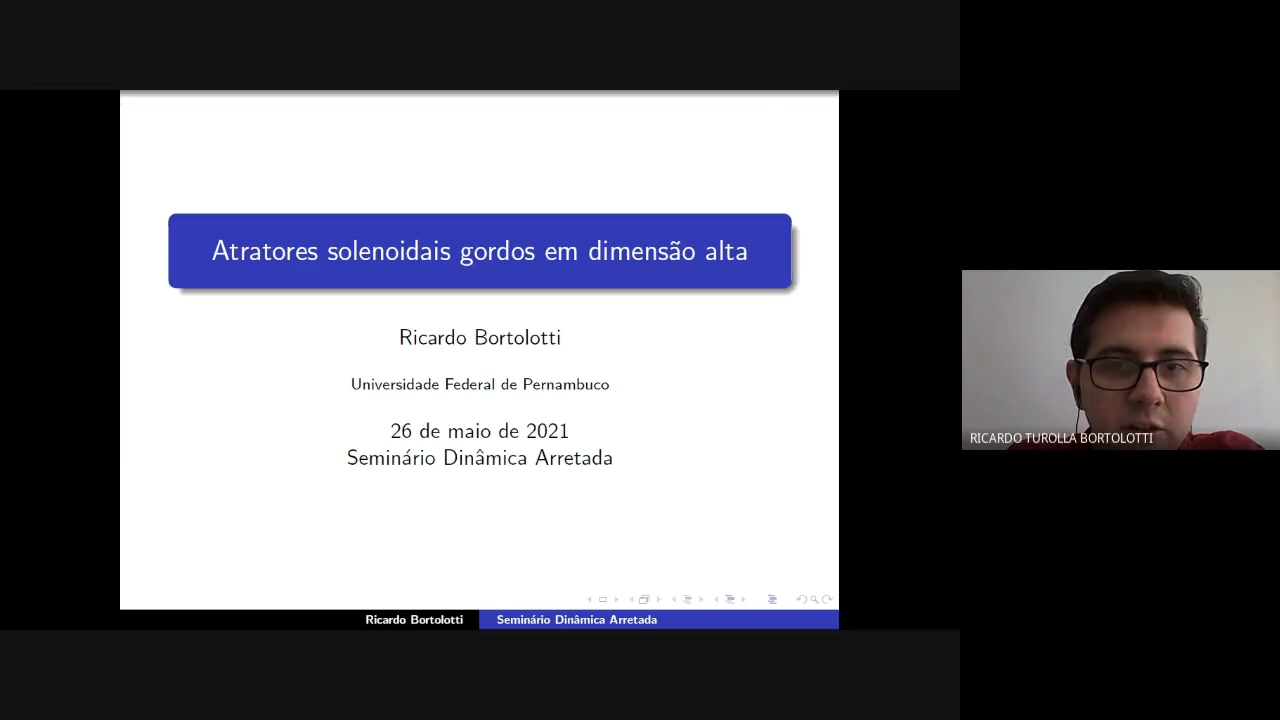 Atratores solenoidais gordos em dimensão alta
Ricardo Bortolotti
Universidade Federal de Pernambuco
26 de maio de 2021
Seminário Dinâmica Arretada
Ricardo Bortolotti
Seminário Dinâmica Arretada
RICARDO TUROLLA BORTOLOTTI